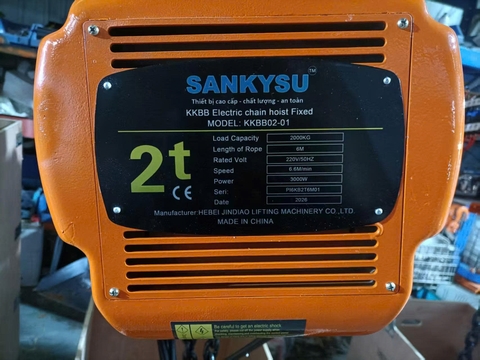 SANKYSU™
Thiết bị cao cấp - chất lượng - an toàn
KKBB Electric chain hoist Fixed
MODEL: KKBB02-01
2t
CE
Load Capacity 2000KG
Length of Rope 6M
Rated Volt 220V/50HZ
Speed 6.6M/min
Power 3000W
Seri: 
Date 2026
Manufacturer:HEBEI JINDIAO LIFTING MACHINERY CO.,LTD.
MADE IN CHINA
Be careful to get an electric shock.